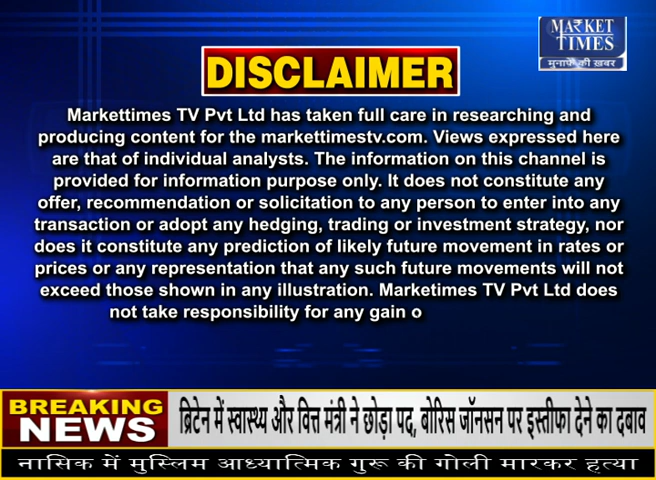 MARKET
TIMES
मुनाफे की ख़बर
DISCLAIMER
Markettimes TV Pvt Ltd has taken full care in researching and
producing content for the markettimestv.com. Views expressed here
are that of individual analysts. The information on this channel is
provided for information purpose only. It does not constitute any
offer, recommendation or solicitation to any person to enter into any
transaction or adopt any hedging, trading or investment strategy, nor
does it constitute any prediction of likely future movement in rates or
prices or any representation that any such future movements will not
exceed those shown in any illustration. Marketimes TV Pvt Ltd does
not take responsibility for any gain o
BREAKING
NEWS
ब्रिटेन में स्वास्थ्य और वित्त मंत्री ने छोड़ा पद, बोरिस जॉनसन पर इस्तीफा देने का दबाव
नासिक में मुस्लिम आध्यात्मिक गुरू की गोली मारकर हत्या